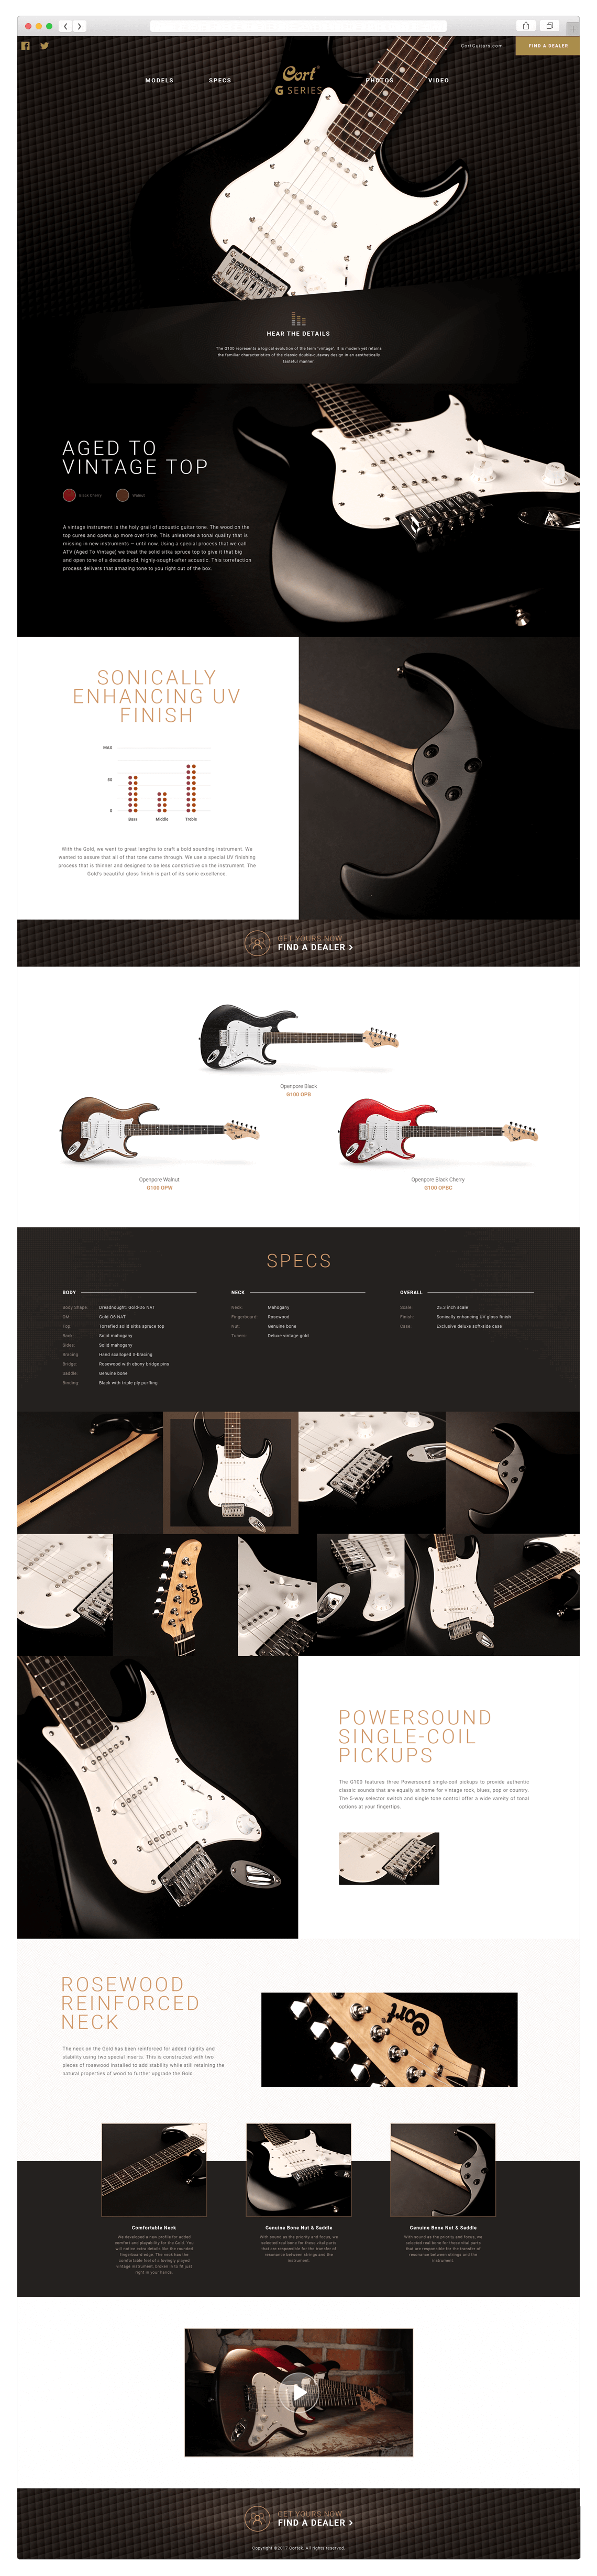 CortGuitars.com
FIND A DEALER
MODELS
SPECS
Cort
G SERIES
PHOTOS
VIDEO
HEAR THE DETAILS
The G100 represents a logical evolution of the term "vintage". It is modern yet retains
the familiar characteristics of the classic double-cutaway design in an aesthetically
tasteful manner.
AGED TO
VINTAGE TOP
Black Cherry
Walnut
A vintage instrument is the holy grail of acoustic guitar tone. The wood on the
top cures and opens up more over time. This unleashes a tonal quality that is
missing in new instruments — until now. Using a special process that we call
ATV (Aged To Vintage) we treat the solid sitka spruce top to give it that big
and open tone of a decades-old, highly-sought-after acoustic. This torrefaction
process delivers that amazing tone to you right out of the box.
SONICALLY
ENHANCING UV
FINISH
MAX
50
0
Bass
Middle
Treble
With the Gold, we went to great lengths to craft a bold sounding instrument. We
wanted to assure that all of that tone came through. We use a special UV finishing
process that is thinner and designed to be less constrictive on the instrument. The
Gold's beautiful gloss finish is part of its sonic excellence.
GET YOURS NOW
FIND A DEALER
Openpore Black
G100 OPB
Openpore Walnut
G100 OPW
Openpore Black Cherry
G100 OPBC
SPECS
BODY
Body Shape: Dreadnought: Gold-D6 NAT
OM: Gold-O6 NAT
Top: Torrefied solid sitka spruce top
Back: Solid mahogany
Sides: Solid mahogany
Bracing: Hand scalloped X-bracing
Bridge: Rosewood with ebony bridge pins
Saddle: Genuine bone
Binding: Black with triple ply purfling
NECK
Neck: Mahogany
Fingerboard: Rosewood
Nut: Genuine bone
Tuners: Deluxe vintage gold
OVERALL
Scale: 25.3 inch scale
Finish: Sonically enhancing UV gloss finish
Case: Exclusive deluxe soft-side case
Cort
POWERSOUND
SINGLE-COIL
PICKUPS
The G100 features three Powersound single-coil pickups to provide authentic
classic sounds that are equally at home for vintage rock, blues, pop or country.
The 5-way selector switch and single tone control offer a wide variety of tonal
options at your fingertips.
ROSEWOOD
REINFORCED
NECK
The neck on the Gold has been reinforced for added rigidity and
stability using two special inserts. This is constructed with two
pieces of rosewood installed to add stability while still retaining the
natural properties of wood to further upgrade the Gold.
Cort
Comfortable Neck
We developed a new profile for added
comfort and playability for the Gold. You
will notice extra details like the rounded
fingerboard edge. The neck has the
comfortable feel of a lovingly played
vintage instrument, broken in to fit just
right in your hands.
Genuine Bone Nut & Saddle
With sound as the priority and focus, we
selected real bone for these vital parts
that are responsible for the transfer of
resonance between strings and the
instrument.
Genuine Bone Nut & Saddle
With sound as the priority and focus, we
selected real bone for these vital parts
that are responsible for the transfer of
resonance between strings and the
instrument.
GET YOURS NOW
FIND A DEALER
Copyright ©2017 Cortek. All rights reserved.